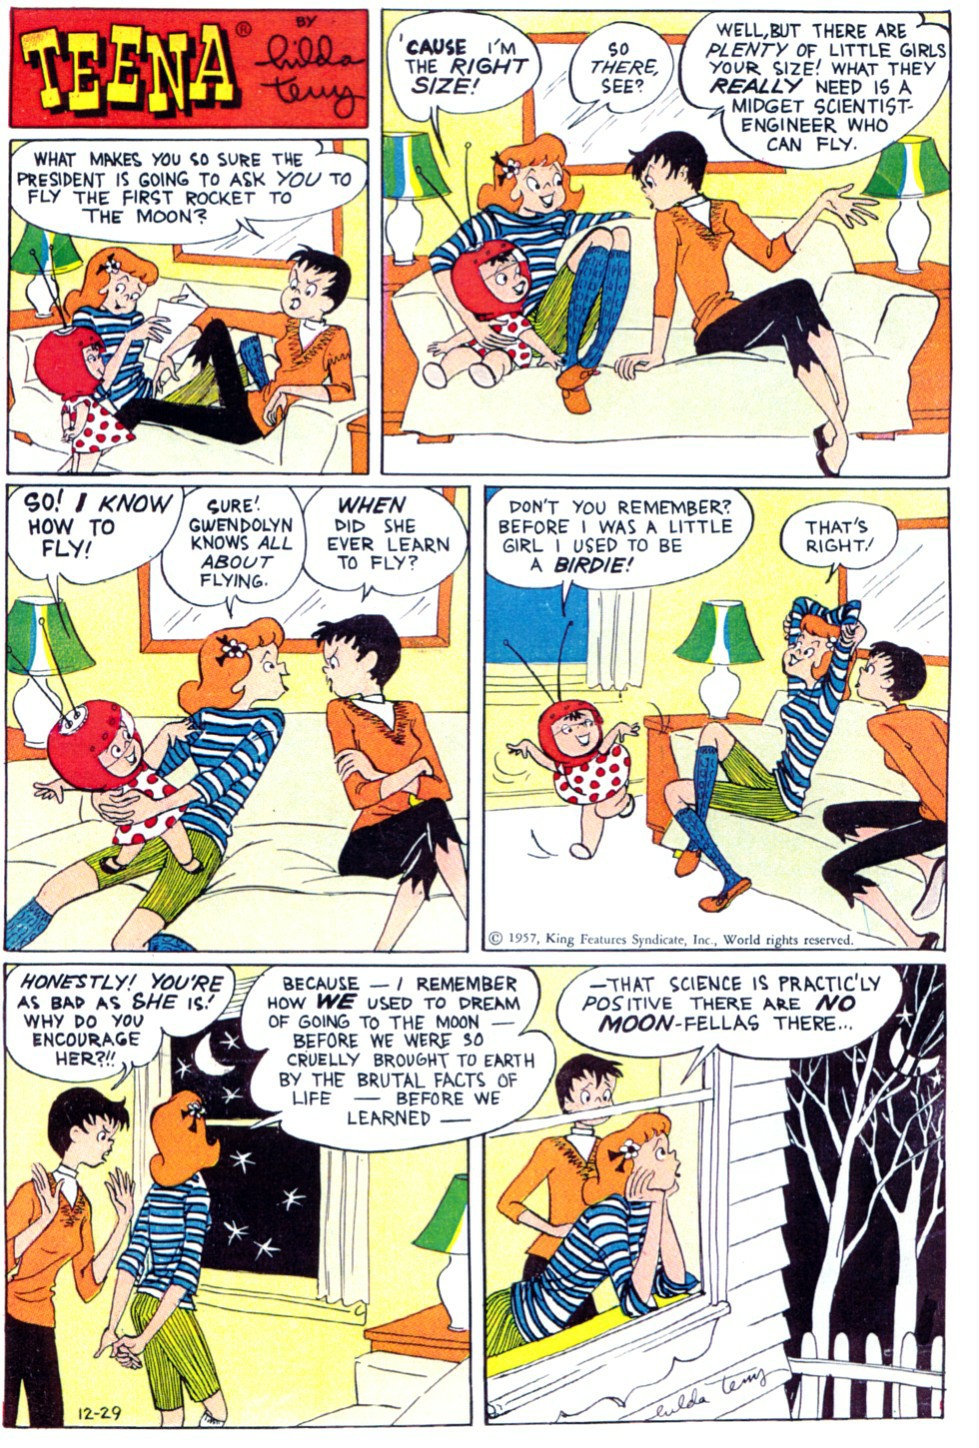 TEENA®
BY
hilda
terry
WHAT MAKES YOU SO SURE THE
PRESIDENT IS GOING TO ASK YOU TO
FLY THE FIRST ROCKET TO
THE MOON?
'CAUSE I'M
THE RIGHT
SIZE!
SO
THERE,
SEE?
WELL, BUT THERE ARE
PLENTY OF LITTLE GIRLS
YOUR SIZE! WHAT THEY
REALLY NEED IS A
MIDGET SCIENTIST-
ENGINEER WHO
CAN FLY.
SO! I KNOW
HOW TO
FLY!
SURE!
GWENDOLYN
KNOWS ALL
ABOUT
FLYING.
WHEN
DID SHE
EVER LEARN
TO FLY?
DON'T YOU REMEMBER?
BEFORE I WAS A LITTLE
GIRL I USED TO BE
A BIRDIE!
THAT'S
RIGHT!
© 1957, King Features Syndicate, Inc., World rights reserved.
HONESTLY! YOU'RE
AS BAD AS SHE IS!
WHY DO YOU
ENCOURAGE
HER?!!
BECAUSE — I REMEMBER
HOW WE USED TO DREAM
OF GOING TO THE MOON —
BEFORE WE WERE SO
CRUELLY BROUGHT TO EARTH
BY THE BRUTAL FACTS OF
LIFE — BEFORE WE
LEARNED —
12-29
—THAT SCIENCE IS PRACTIC'LY
POSITIVE THERE ARE NO
MOON-FELLAS THERE...
hilda terry